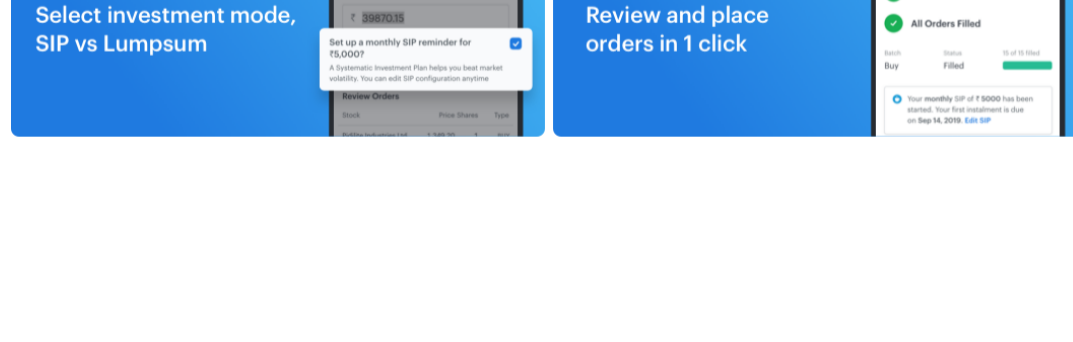 Select investment mode,
SIP vs Lumpsum
₹ 39870.15
Set up a monthly SIP reminder for
₹5,000?
A Systematic Investment Plan helps you beat market
volatility. You can edit SIP configuration anytime
Review Orders
Stock Price Shares Type
Review and place
orders in 1 click
All Orders Filled
Batch Status 15 of 15 filled
Buy Filled
Your monthly SIP of ₹ 5000 has been
started. Your first instalment is due
on Sep 14, 2019. Edit SIP